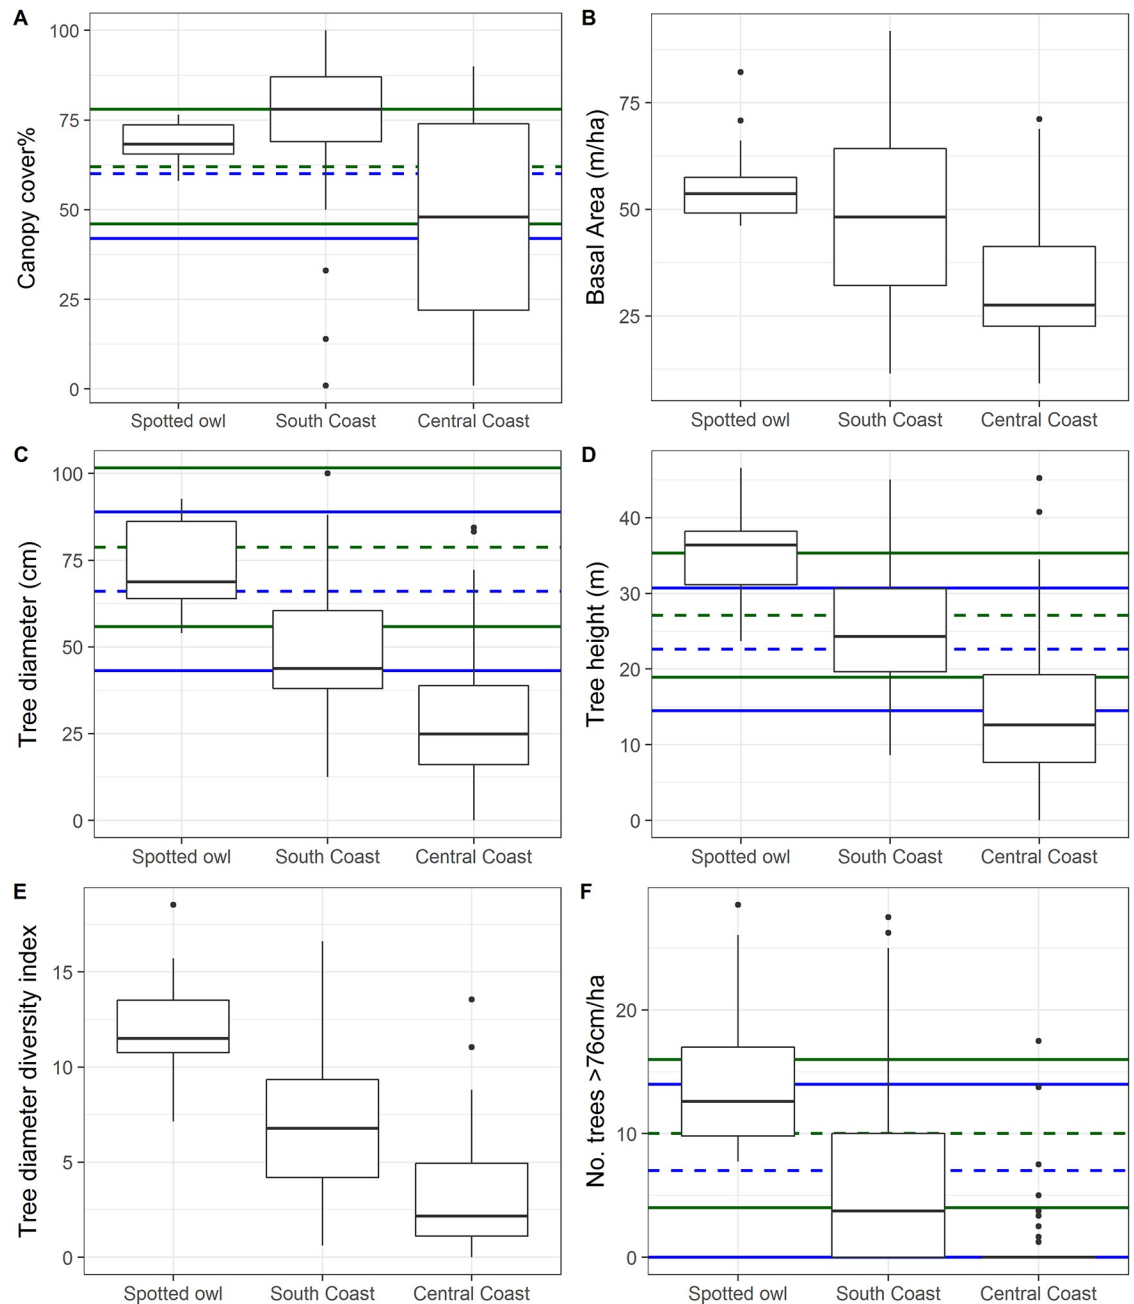 A
Canopy cover%
100
75
50
25
0
Spotted owl South Coast Central Coast
B
Basal Area (m/ha)
75
50
25
Spotted owl South Coast Central Coast
C
Tree diameter (cm)
100
75
50
25
0
Spotted owl South Coast Central Coast
D
Tree height (m)
40
30
20
10
0
Spotted owl South Coast Central Coast
E
Tree diameter diversity index
15
10
5
0
Spotted owl South Coast Central Coast
F
No. trees >76cm/ha
20
10
0
Spotted owl South Coast Central Coast